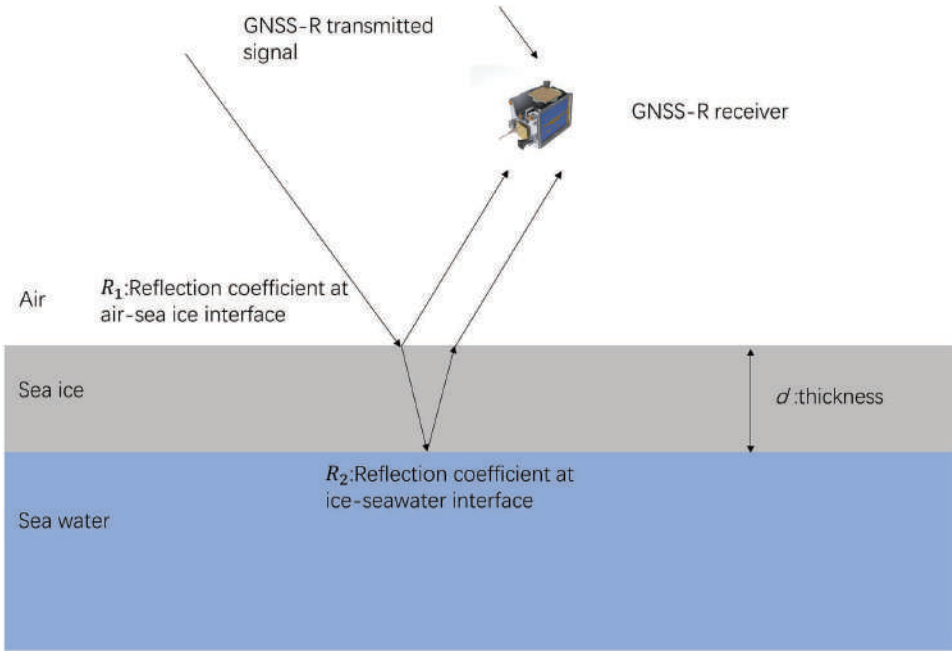 GNSS-R transmitted
signal
GNSS-R receiver
Air
R₁:Reflection coefficient at
air-sea ice interface
Sea ice
d:thickness
R₂:Reflection coefficient at
ice-seawater interface
Sea water